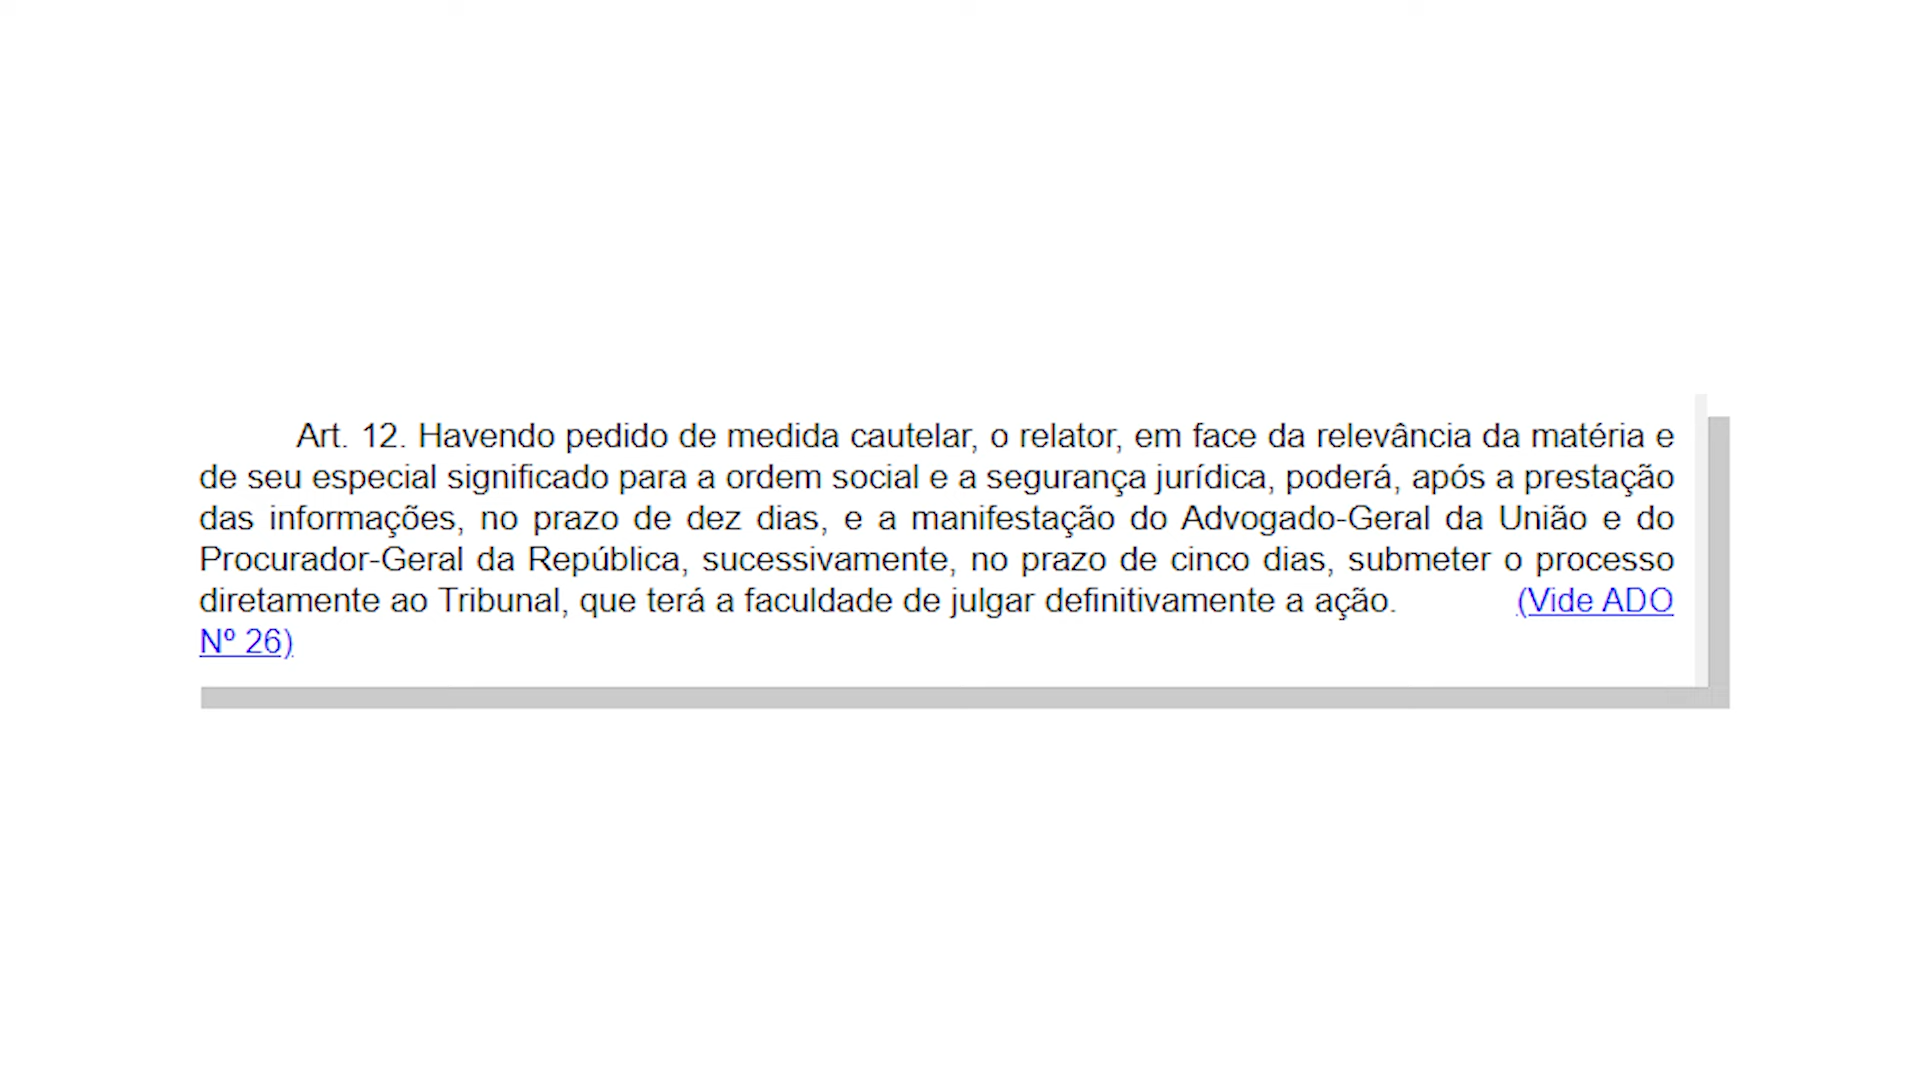 Art. 12. Havendo pedido de medida cautelar, o relator, em face da relevância da matéria e
de seu especial significado para a ordem social e a segurança jurídica, poderá, após a prestação
das informações, no prazo de dez dias, e a manifestação do Advogado-Geral da União e do
Procurador-Geral da República, sucessivamente, no prazo de cinco dias, submeter o processo
diretamente ao Tribunal, que terá a faculdade de julgar definitivamente a ação. (Vide ADO
Nº 26)